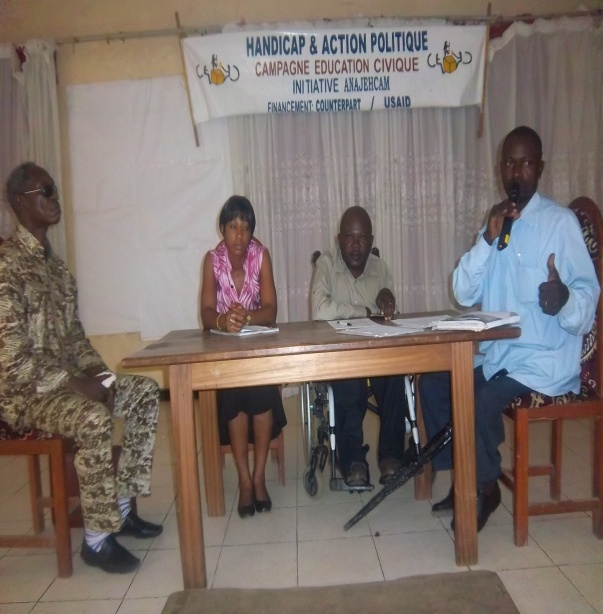 HANDICAP & ACTION POLITIQUE
CAMPAGNE EDUCATION CIVIQUE
INITIATIVE ANAJEHCAM
FINANCEMENT: COUNTERPART / USAID